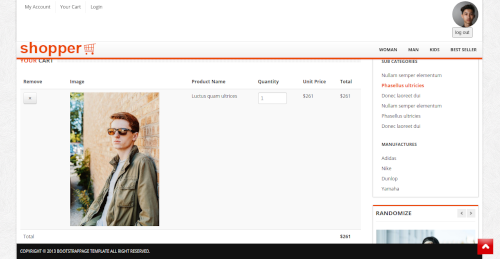 My Account Your Cart Login
log out
shopper
WOMAN MAN KIDS BEST SELLER
YOUR CART
Remove Image Product Name Quantity Unit Price Total
× Luctus quam ultrices 1 $261 $261
Total $261
SUB CATEGORIES
Nullam semper elementum
Phasellus ultricies
Donec laoreet dui
Nullam semper elementum
Phasellus ultricies
Donec laoreet dui
MANUFACTURES
Adidas
Nike
Dunlop
Yamaha
RANDOMIZE
COPYRIGHT © 2013 BOOTSTRAPPAGE TEMPLATE ALL RIGHT RESERVED.